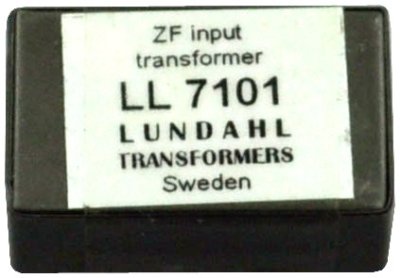 ZF input
transformer
LL 7101
LUNDAHL
TRANSFORMERS
Sweden